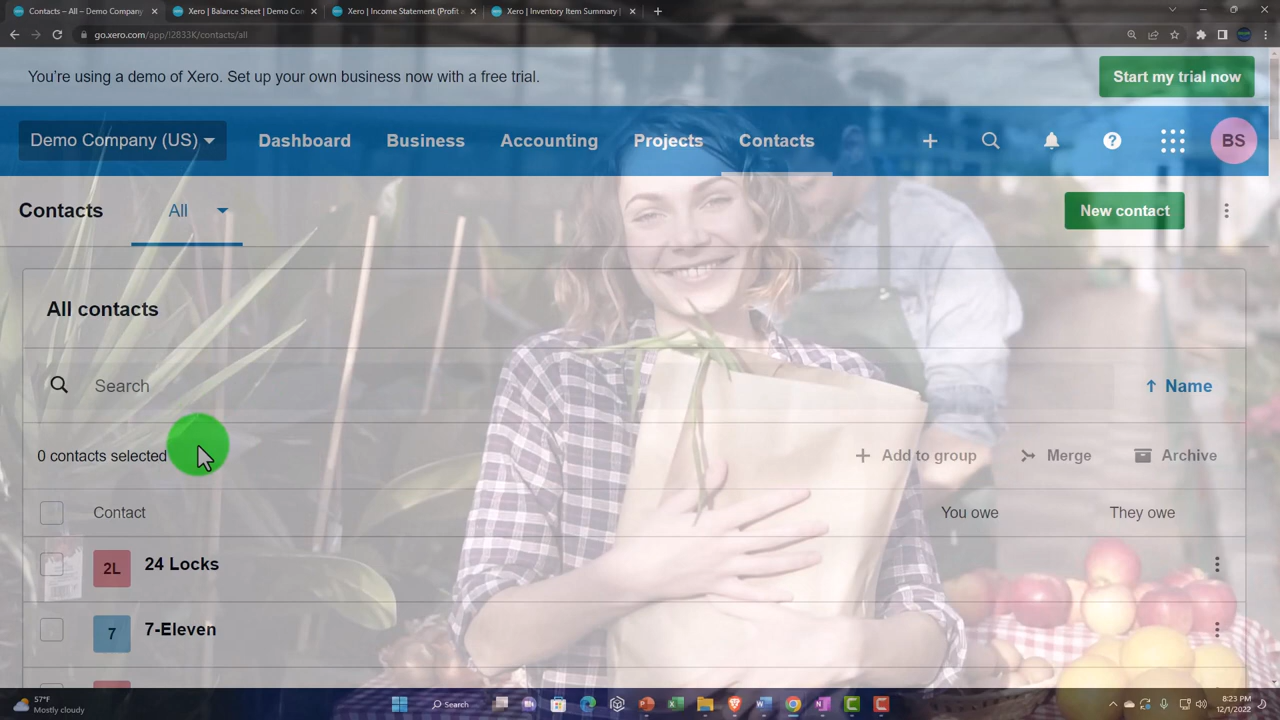 Contacts – All – Demo Company
Xero | Balance Sheet | Demo Com
Xero | Income Statement (Profit a
Xero | Inventory Item Summary |
go.xero.com/app/!2833K/contacts/all
You're using a demo of Xero. Set up your own business now with a free trial.
Start my trial now
Demo Company (US)
Dashboard
Business
Accounting
Projects
Contacts
BS
Contacts
All
New contact
All contacts
Search
Name
0 contacts selected
Add to group
Merge
Archive
Contact
You owe
They owe
2L
24 Locks
7
7-Eleven
57°F
Mostly cloudy
Search
8:23 PM
12/1/2022